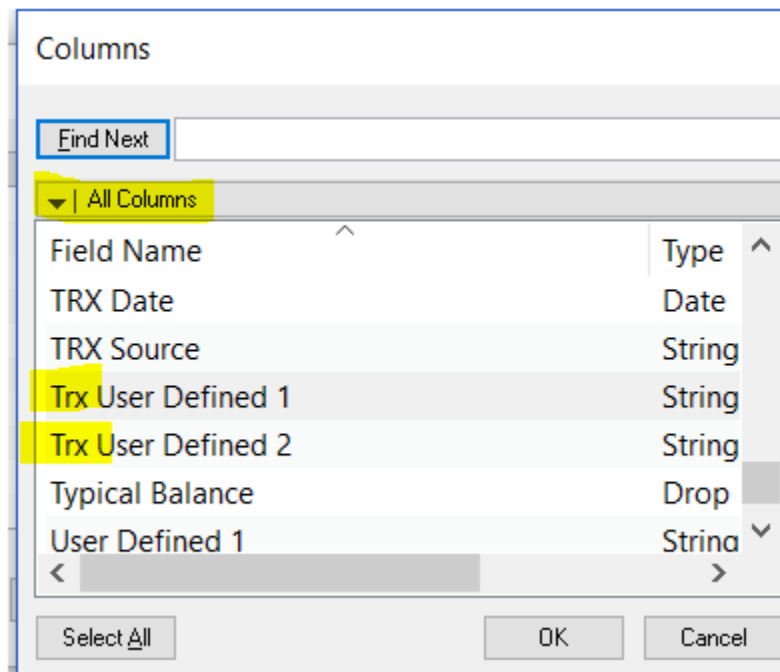 Columns
Find Next
All Columns
Field Name Type
TRX Date Date
TRX Source String
Trx User Defined 1 String
Trx User Defined 2 String
Typical Balance Drop
User Defined 1 String
Select All OK Cancel